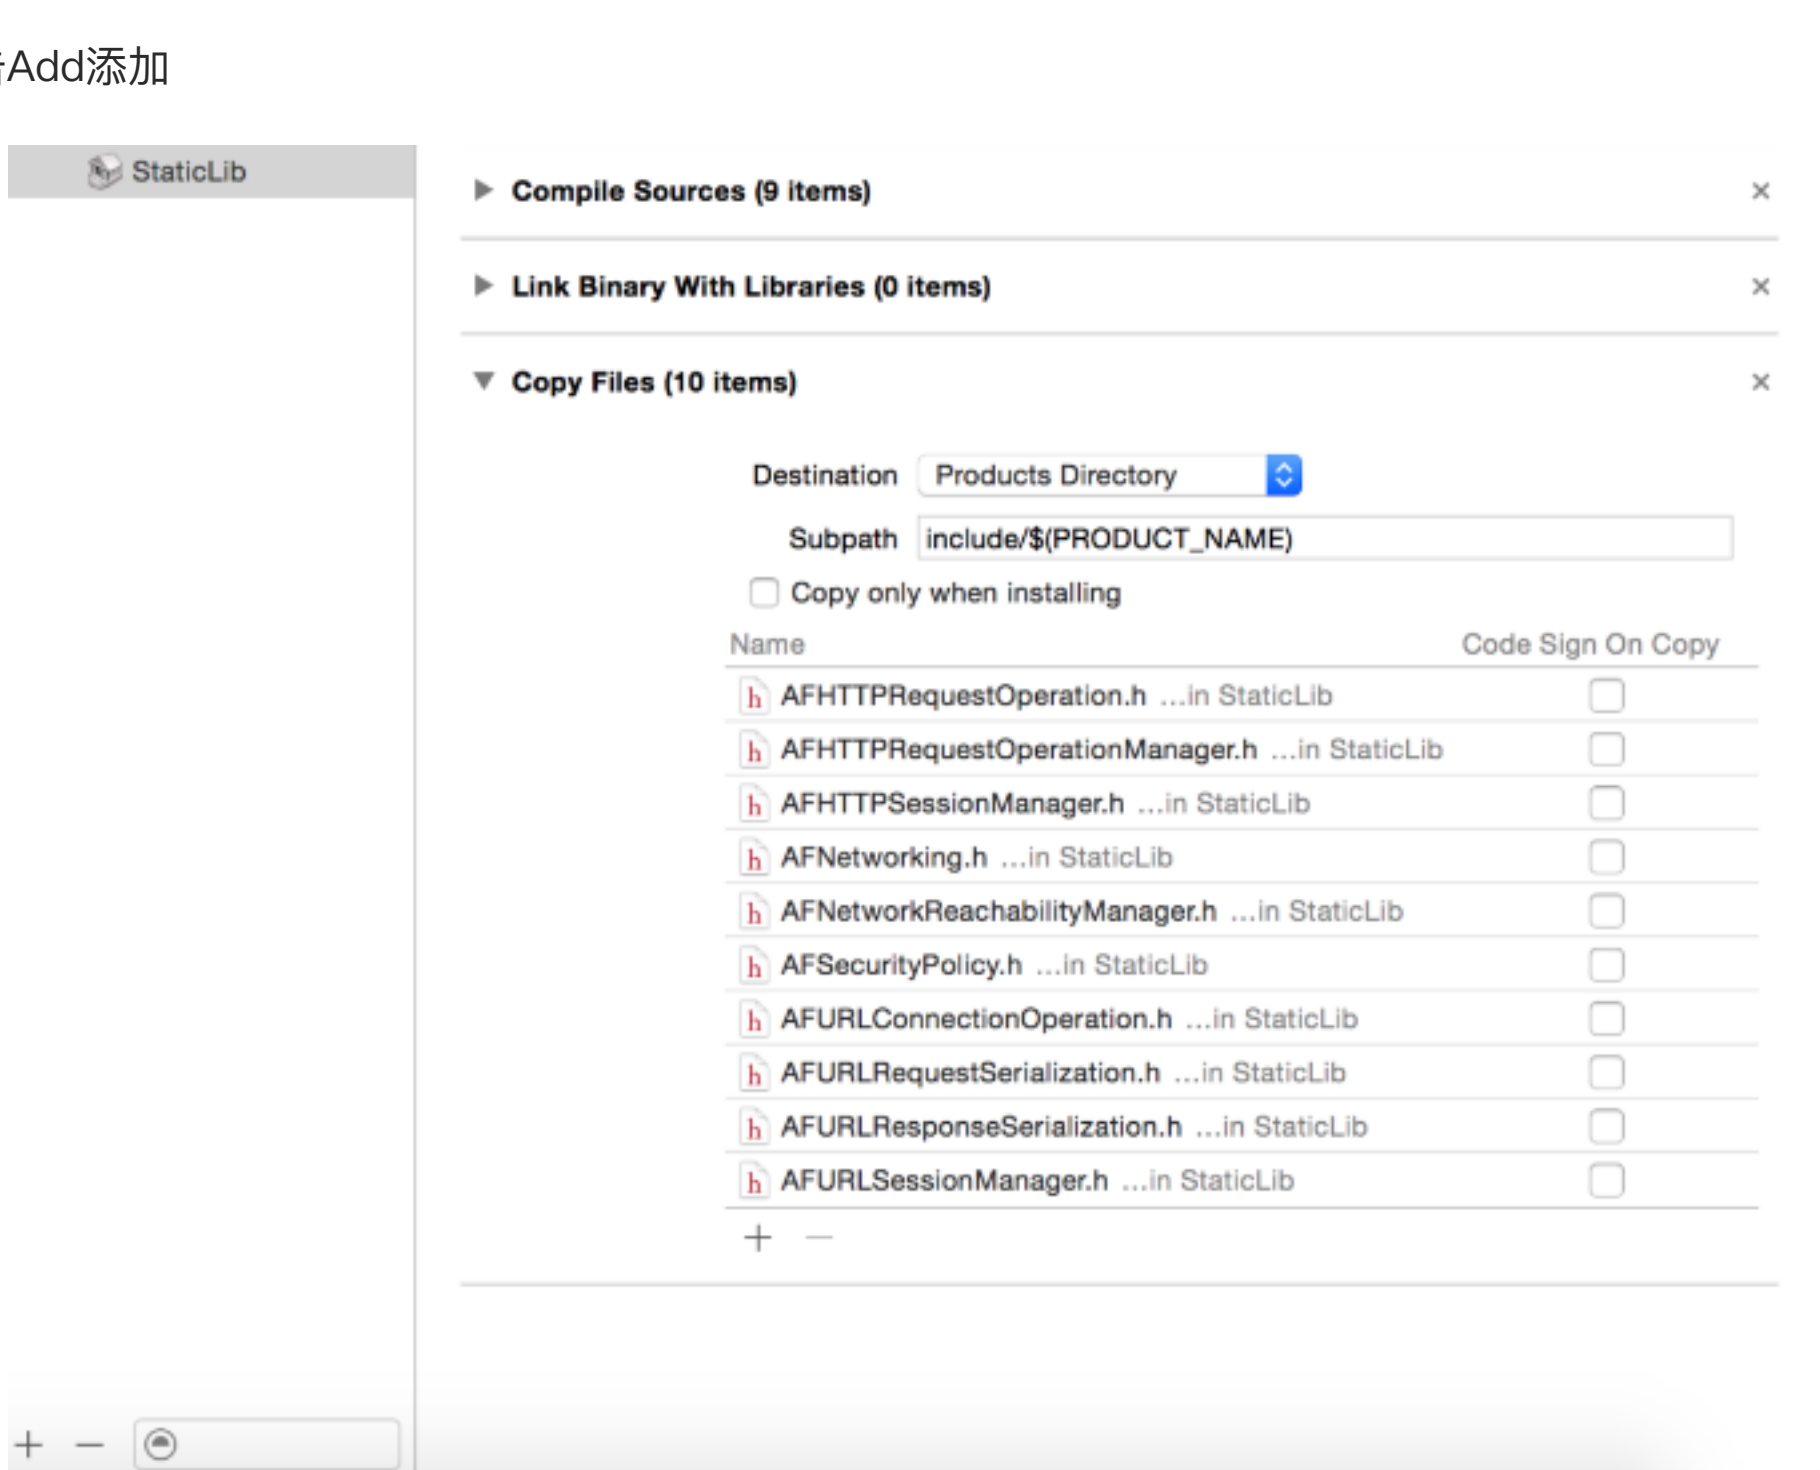 Add添加
StaticLib
Compile Sources (9 items)
Link Binary With Libraries (0 items)
Copy Files (10 items)
Destination Products Directory
Subpath include/$(PRODUCT_NAME)
Copy only when installing
Name Code Sign On Copy
AFHTTPRequestOperation.h ...in StaticLib
AFHTTPRequestOperationManager.h ...in StaticLib
AFHTTPSessionManager.h ...in StaticLib
AFNetworking.h ...in StaticLib
AFNetworkReachabilityManager.h ...in StaticLib
AFSecurityPolicy.h ...in StaticLib
AFURLConnectionOperation.h ...in StaticLib
AFURLRequestSerialization.h ...in StaticLib
AFURLResponseSerialization.h ...in StaticLib
AFURLSessionManager.h ...in StaticLib